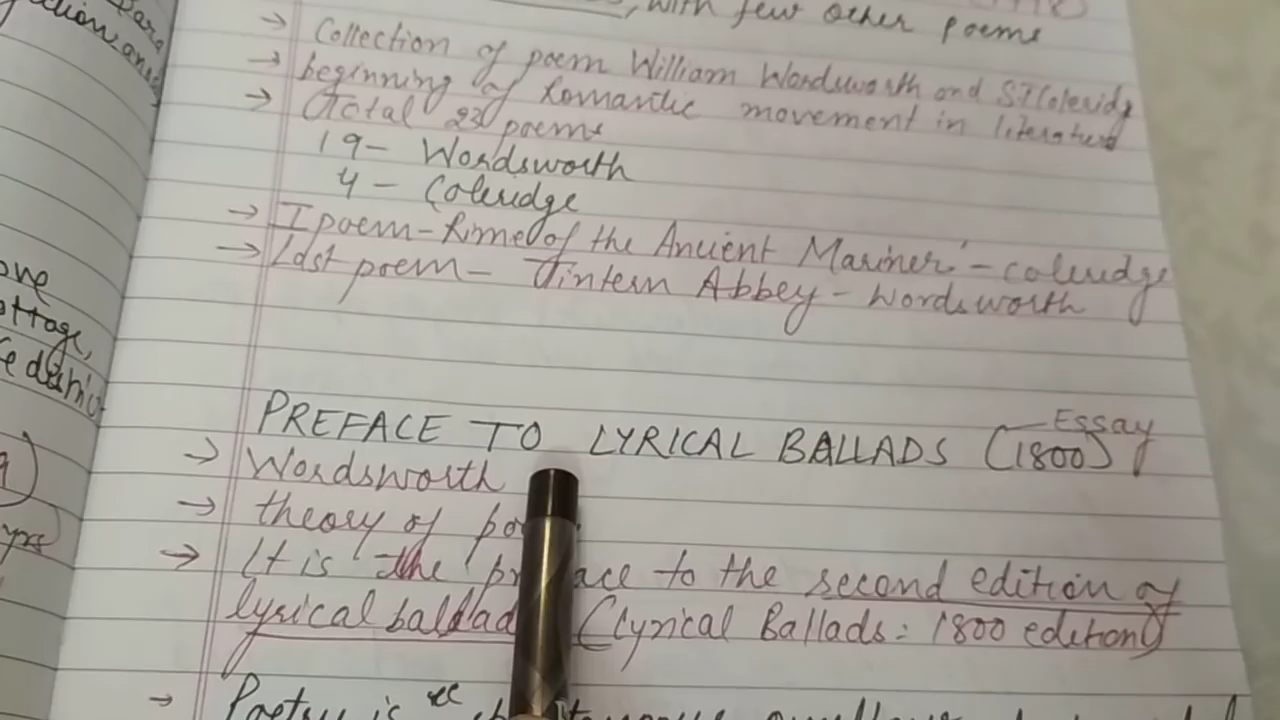 with few other poems
→ Collection of poem William Wordsworth and ST Coleridge
→ beginning of Romantic movement in literature
→ Total 23 poems
19 - Wordsworth
4 - Coleridge
→ I poem - Rime of the Ancient Mariner - Coleridge
→ Last poem - Tintern Abbey - Wordsworth
Essay
PREFACE TO LYRICAL BALLADS (1800)
→ Wordsworth
→ theory of
→ It is the to the second edition of
lyrical ballad (Lyrical Ballads: 1800 edition)
→ Poetry is
ottage,